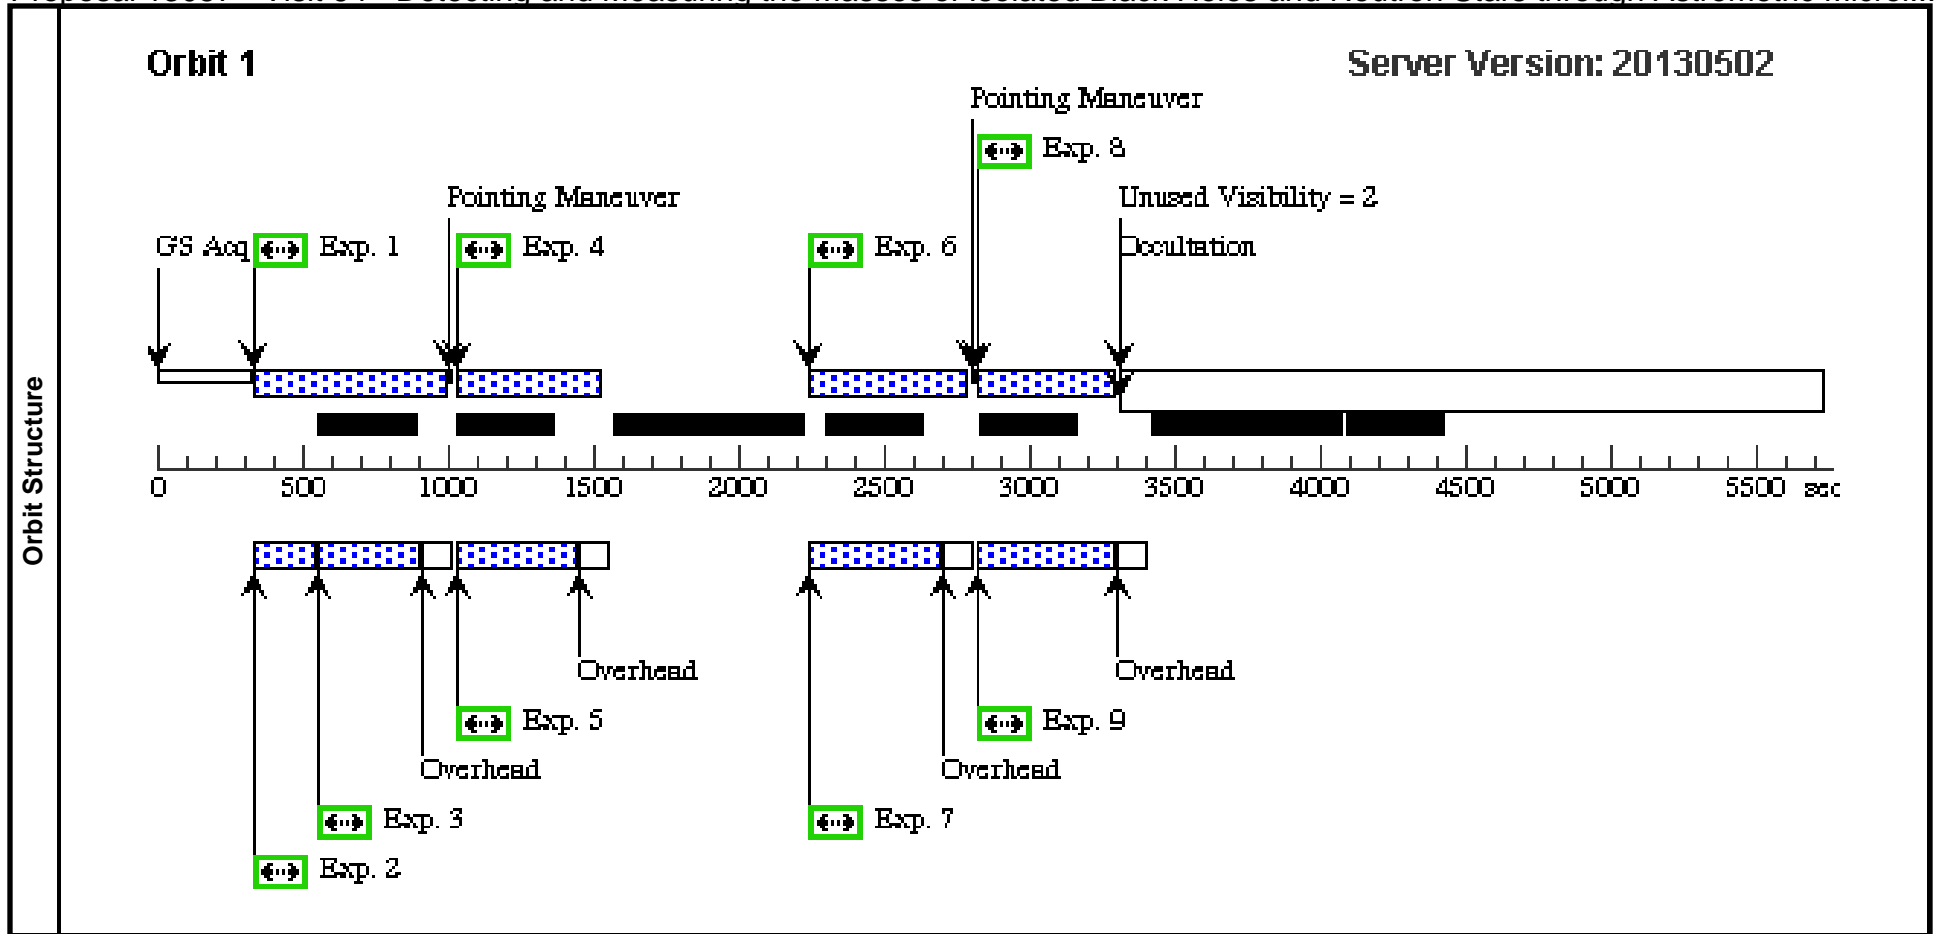 Orbit 1
Server Version: 20130502
Pointing Maneuver
Exp. 8
Pointing Maneuver
Unused Visibility = 2
GS Acq
Exp. 1
Exp. 4
Exp. 6
Occultation
Orbit Structure
0 500 1000 1500 2000 2500 3000 3500 4000 4500 5000 5500 sec
Overhead
Overhead
Exp. 5
Exp. 9
Overhead
Overhead
Exp. 3
Exp. 7
Exp. 2